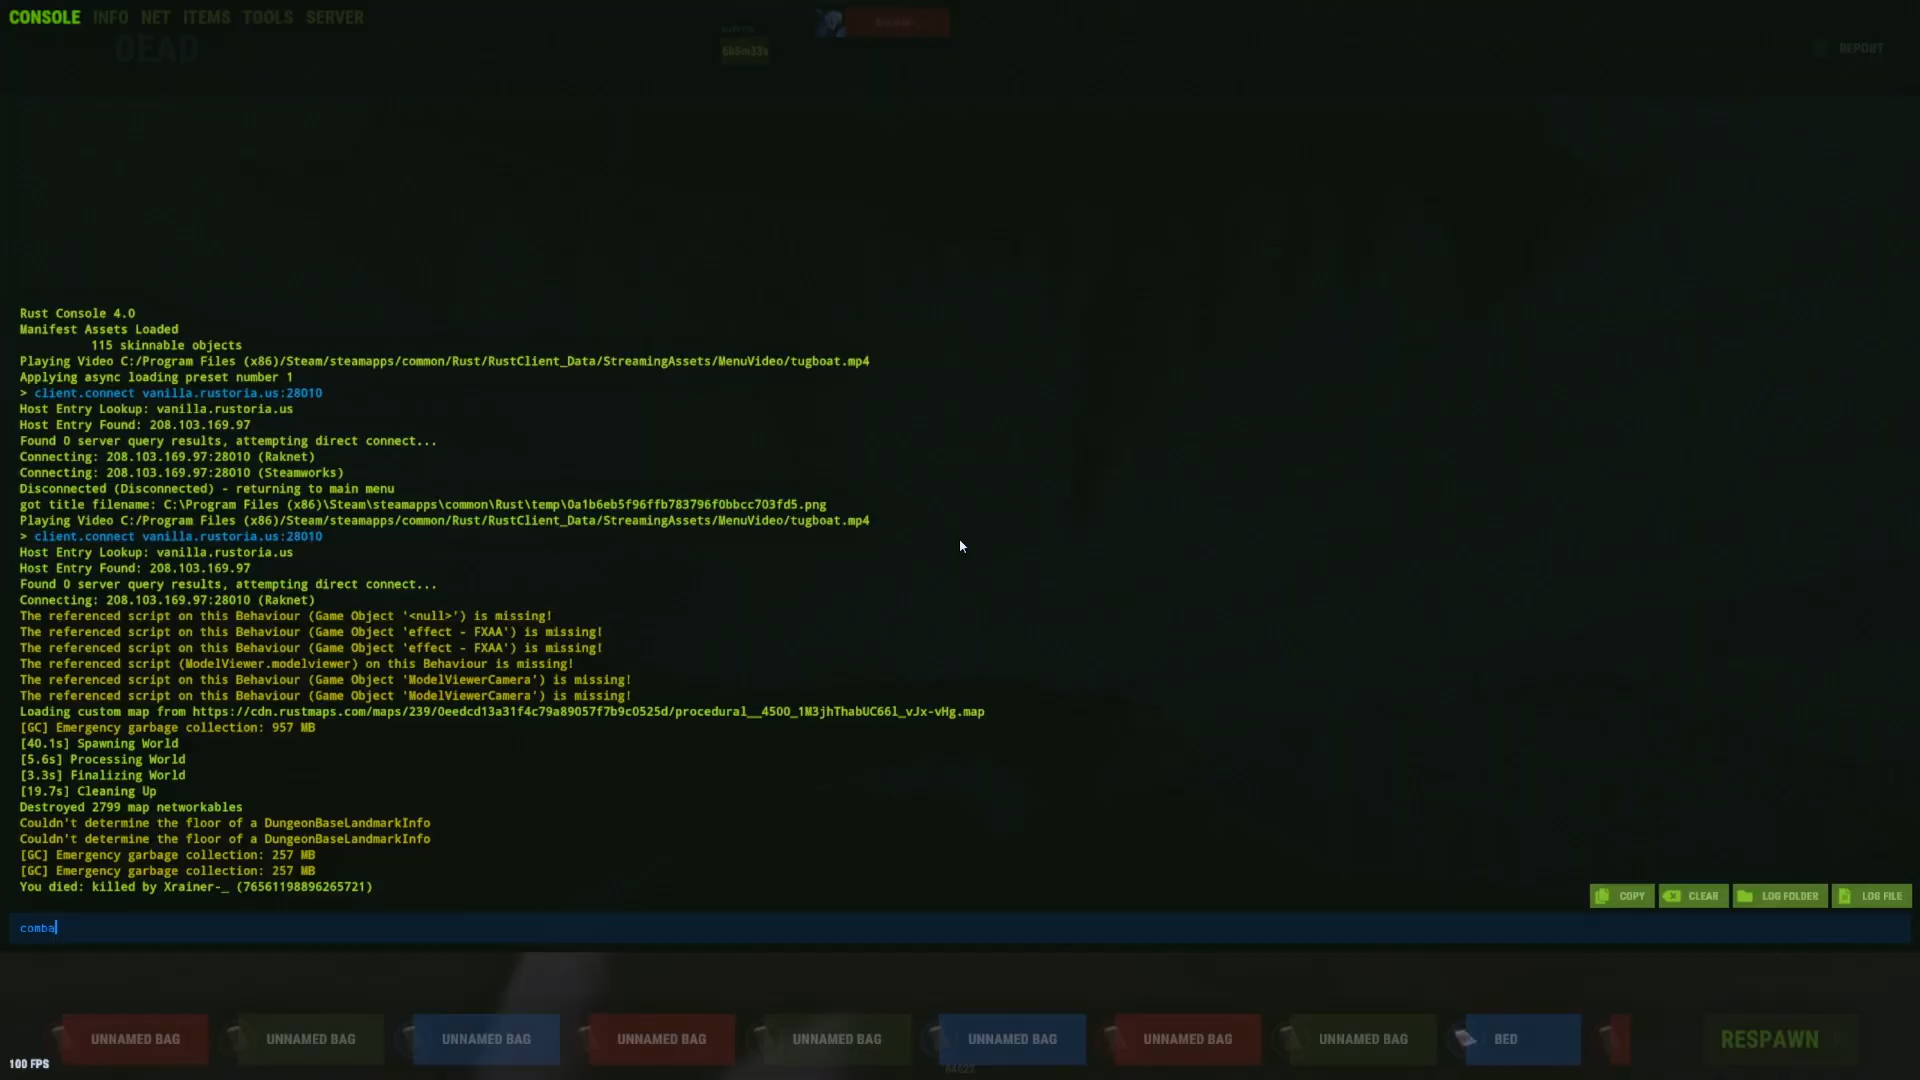 CONSOLE INFO NET ITEMS TOOLS SERVER
DEAD
6h5m33s
REPORT
Rust Console 4.0
Manifest Assets Loaded
115 skinnable objects
Playing Video C:/Program Files (x86)/Steam/steamapps/common/Rust/RustClient_Data/StreamingAssets/MenuVideo/tugboat.mp4
Applying async loading preset number 1
> client.connect vanilla.rustoria.us:28010
Host Entry Lookup: vanilla.rustoria.us
Host Entry Found: 208.103.169.97
Found 0 server query results, attempting direct connect...
Connecting: 208.103.169.97:28010 (Raknet)
Connecting: 208.103.169.97:28010 (Steamworks)
Disconnected (Disconnected) - returning to main menu
got title filename: C:\Program Files (x86)\Steam\steamapps\common\Rust\temp\0a1b6eb5f96ffb783796f0bbcc703fd5.png
Playing Video C:/Program Files (x86)/Steam/steamapps/common/Rust/RustClient_Data/StreamingAssets/MenuVideo/tugboat.mp4
> client.connect vanilla.rustoria.us:28010
Host Entry Lookup: vanilla.rustoria.us
Host Entry Found: 208.103.169.97
Found 0 server query results, attempting direct connect...
Connecting: 208.103.169.97:28010 (Raknet)
The referenced script on this Behaviour (Game Object '<null>') is missing!
The referenced script on this Behaviour (Game Object 'effect - FXAA') is missing!
The referenced script on this Behaviour (Game Object 'effect - FXAA') is missing!
The referenced script (ModelViewer.modelviewer) on this Behaviour is missing!
The referenced script on this Behaviour (Game Object 'ModelViewerCamera') is missing!
The referenced script on this Behaviour (Game Object 'ModelViewerCamera') is missing!
Loading custom map from https://cdn.rustmaps.com/maps/239/0eedcd13a31f4c79a89057f7b9c0525d/procedural__4500_1M3jhThabUC66l_vJx-vHg.map
[GC] Emergency garbage collection: 957 MB
[40.1s] Spawning World
[5.6s] Processing World
[3.3s] Finalizing World
[19.7s] Cleaning Up
Destroyed 2799 map networkables
Couldn't determine the floor of a DungeonBaseLandmarkInfo
Couldn't determine the floor of a DungeonBaseLandmarkInfo
[GC] Emergency garbage collection: 257 MB
[GC] Emergency garbage collection: 257 MB
You died: killed by Xrainer-_ (76561198896265721)
COPY CLEAR LOG FOLDER LOG FILE
comba
UNNAMED BAG UNNAMED BAG UNNAMED BAG UNNAMED BAG UNNAMED BAG UNNAMED BAG UNNAMED BAG UNNAMED BAG BED RESPAWN
100 FPS